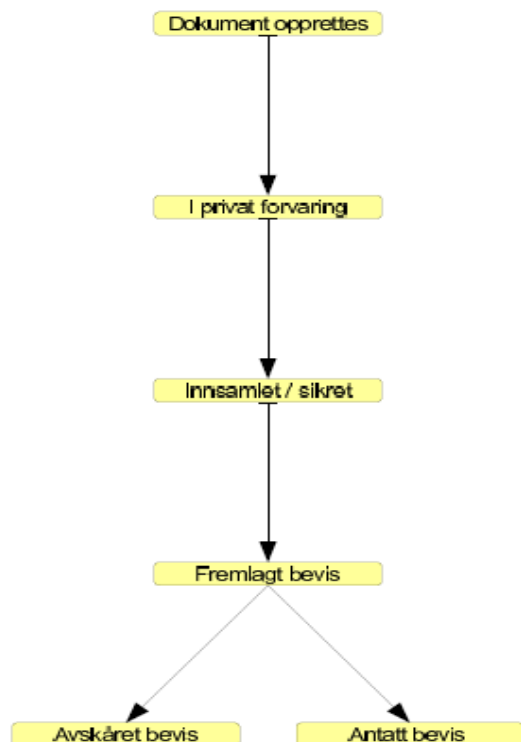 Dokument opprettes
I privat forvaring
Innsamlet / sikret
Fremlagt bevis
Avskåret bevis
Antatt bevis